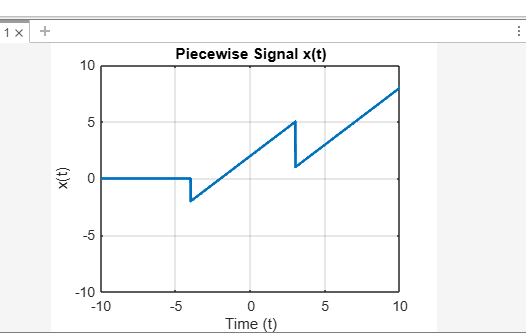 1 × +
Piecewise Signal x(t)
10
5
0
-5
-10
x(t)
-10 -5 0 5 10
Time (t)